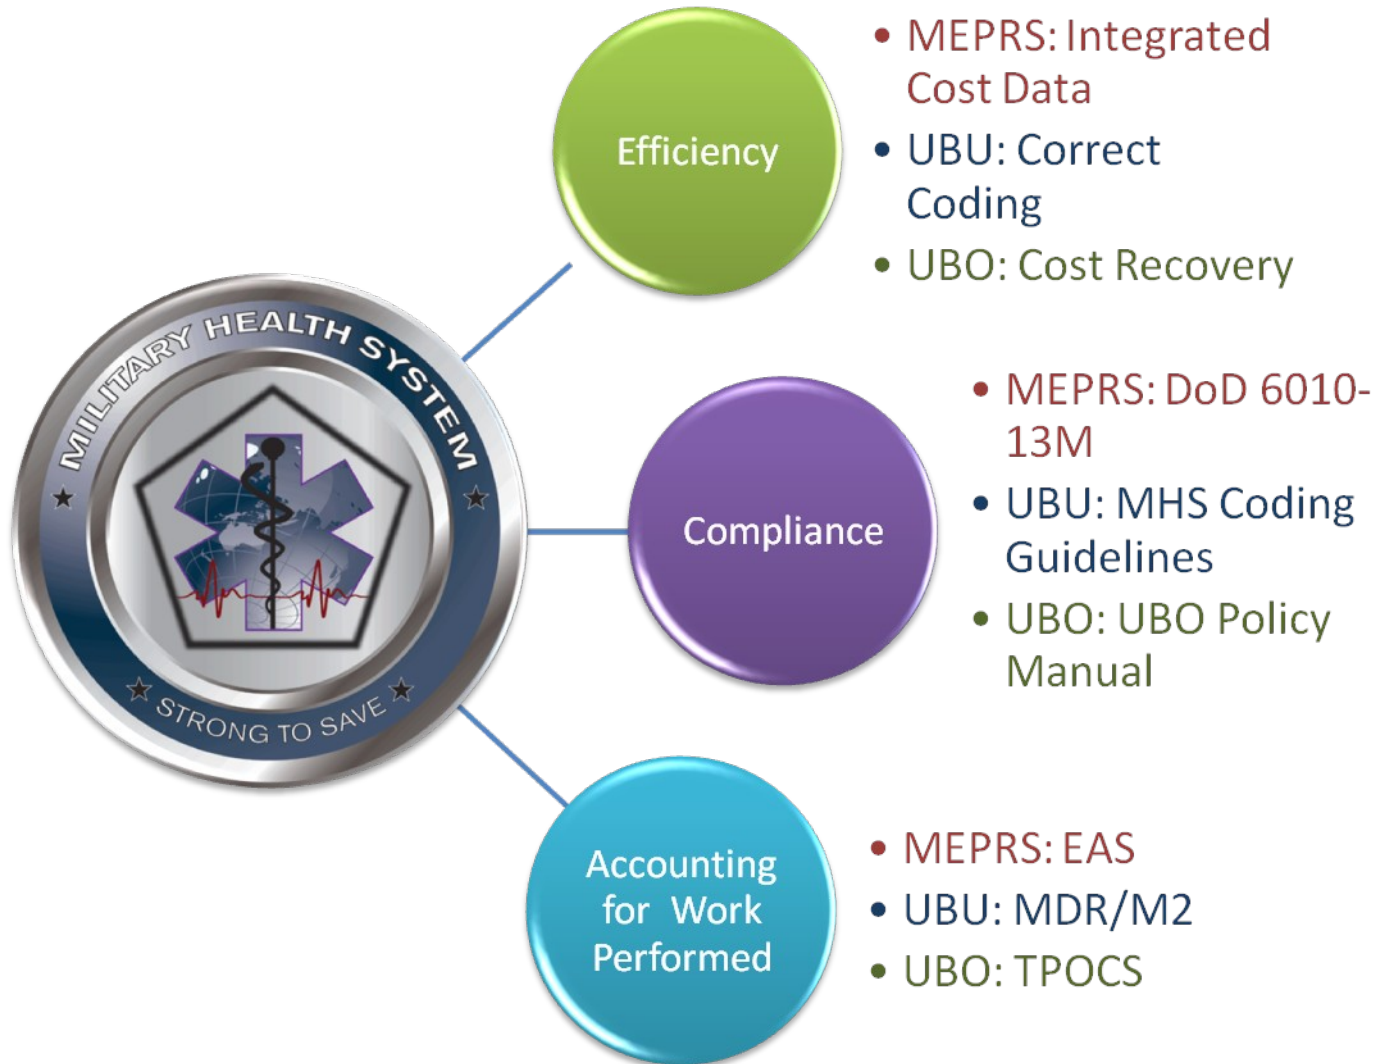 MILITARY HEALTH SYSTEM
STRONG TO SAVE
Efficiency
• MEPRS: Integrated
Cost Data
• UBU: Correct
Coding
• UBO: Cost Recovery
Compliance
• MEPRS: DoD 6010-
13M
• UBU: MHS Coding
Guidelines
• UBO: UBO Policy
Manual
Accounting
for Work
Performed
• MEPRS: EAS
• UBU: MDR/M2
• UBO: TPOCS